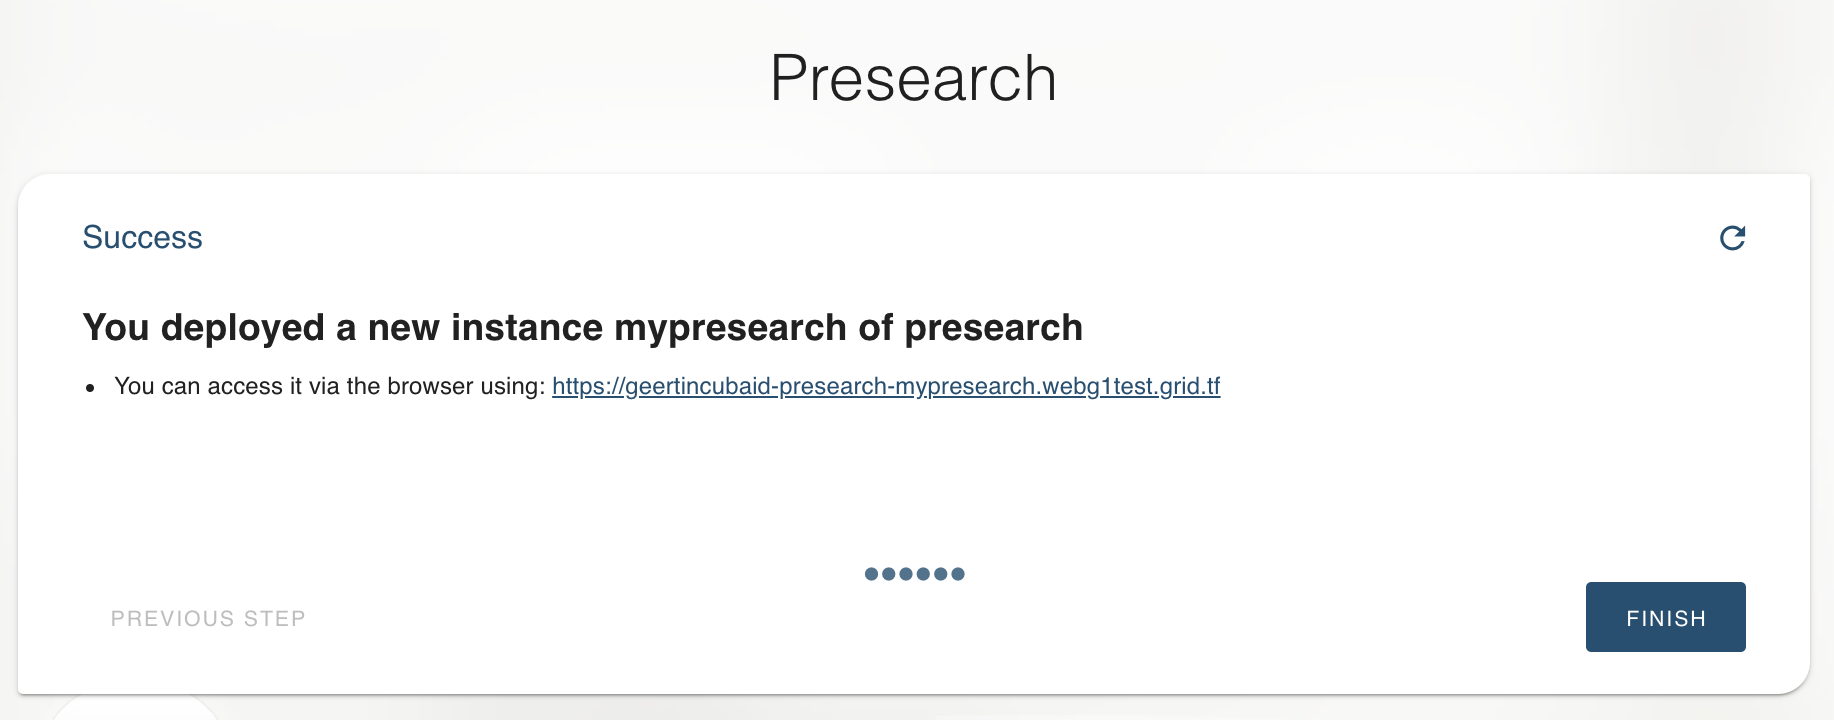 Presearch
Success
You deployed a new instance mypresearch of presearch
• You can access it via the browser using: https://geertincubaid-presearch-mypresearch.webg1test.grid.tf
PREVIOUS STEP
FINISH